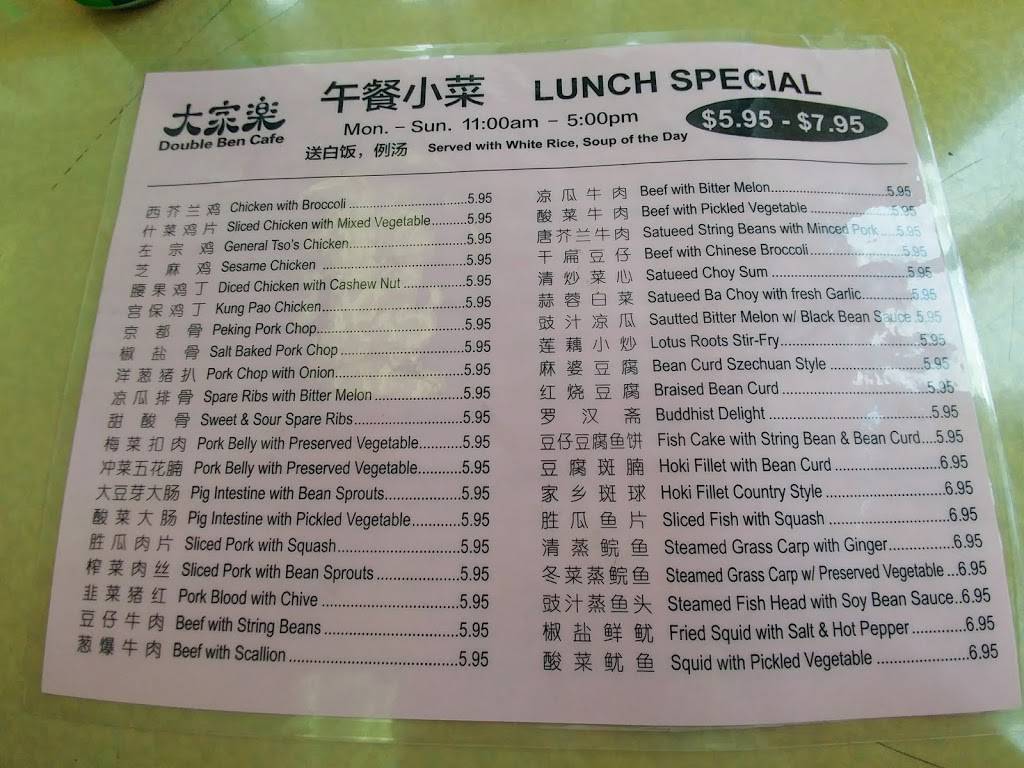 大宗楽
Double Ben Cafe
午餐小菜 LUNCH SPECIAL
Mon. – Sun. 11:00am – 5:00pm
$5.95 - $7.95
送白饭，例汤 Served with White Rice, Soup of the Day
西芥兰鸡 Chicken with Broccoli 5.95
什菜鸡片 Sliced Chicken with Mixed Vegetable 5.95
左宗鸡 General Tso's Chicken 5.95
芝麻鸡 Sesame Chicken 5.95
腰果鸡丁 Diced Chicken with Cashew Nut 5.95
宫保鸡丁 Kung Pao Chicken 5.95
京都骨 Peking Pork Chop 5.95
椒盐骨 Salt Baked Pork Chop 5.95
洋葱猪扒 Pork Chop with Onion 5.95
凉瓜排骨 Spare Ribs with Bitter Melon 5.95
甜酸骨 Sweet & Sour Spare Ribs 5.95
梅菜扣肉 Pork Belly with Preserved Vegetable 5.95
冲菜五花腩 Pork Belly with Preserved Vegetable 5.95
大豆芽大肠 Pig Intestine with Bean Sprouts 5.95
酸菜大肠 Pig Intestine with Pickled Vegetable 5.95
胜瓜肉片 Sliced Pork with Squash 5.95
榨菜肉丝 Sliced Pork with Bean Sprouts 5.95
韭菜猪红 Pork Blood with Chive 5.95
豆仔牛肉 Beef with String Beans 5.95
葱爆牛肉 Beef with Scallion 5.95
凉瓜牛肉 Beef with Bitter Melon 5.95
酸菜牛肉 Beef with Pickled Vegetable 5.95
唐芥兰牛肉 Satueed String Beans with Minced Pork 5.95
干扁豆仔 Beef with Chinese Broccoli 5.95
清炒菜心 Satueed Choy Sum 5.95
蒜蓉白菜 Satueed Ba Choy with fresh Garlic 5.95
豉汁凉瓜 Sautted Bitter Melon w/ Black Bean Sauce 5.95
莲藕小炒 Lotus Roots Stir-Fry 5.95
麻婆豆腐 Bean Curd Szechuan Style 5.95
红烧豆腐 Braised Bean Curd 5.95
罗汉斋 Buddhist Delight 5.95
豆仔豆腐鱼饼 Fish Cake with String Bean & Bean Curd 5.95
豆腐斑腩 Hoki Fillet with Bean Curd 6.95
家乡斑球 Hoki Fillet Country Style 6.95
胜瓜鱼片 Sliced Fish with Squash 6.95
清蒸鲩鱼 Steamed Grass Carp with Ginger 6.95
冬菜蒸鲩鱼 Steamed Grass Carp w/ Preserved Vegetable 6.95
豉汁蒸鱼头 Steamed Fish Head with Soy Bean Sauce 6.95
椒盐鲜鱿 Fried Squid with Salt & Hot Pepper 6.95
酸菜鱿鱼 Squid with Pickled Vegetable 6.95